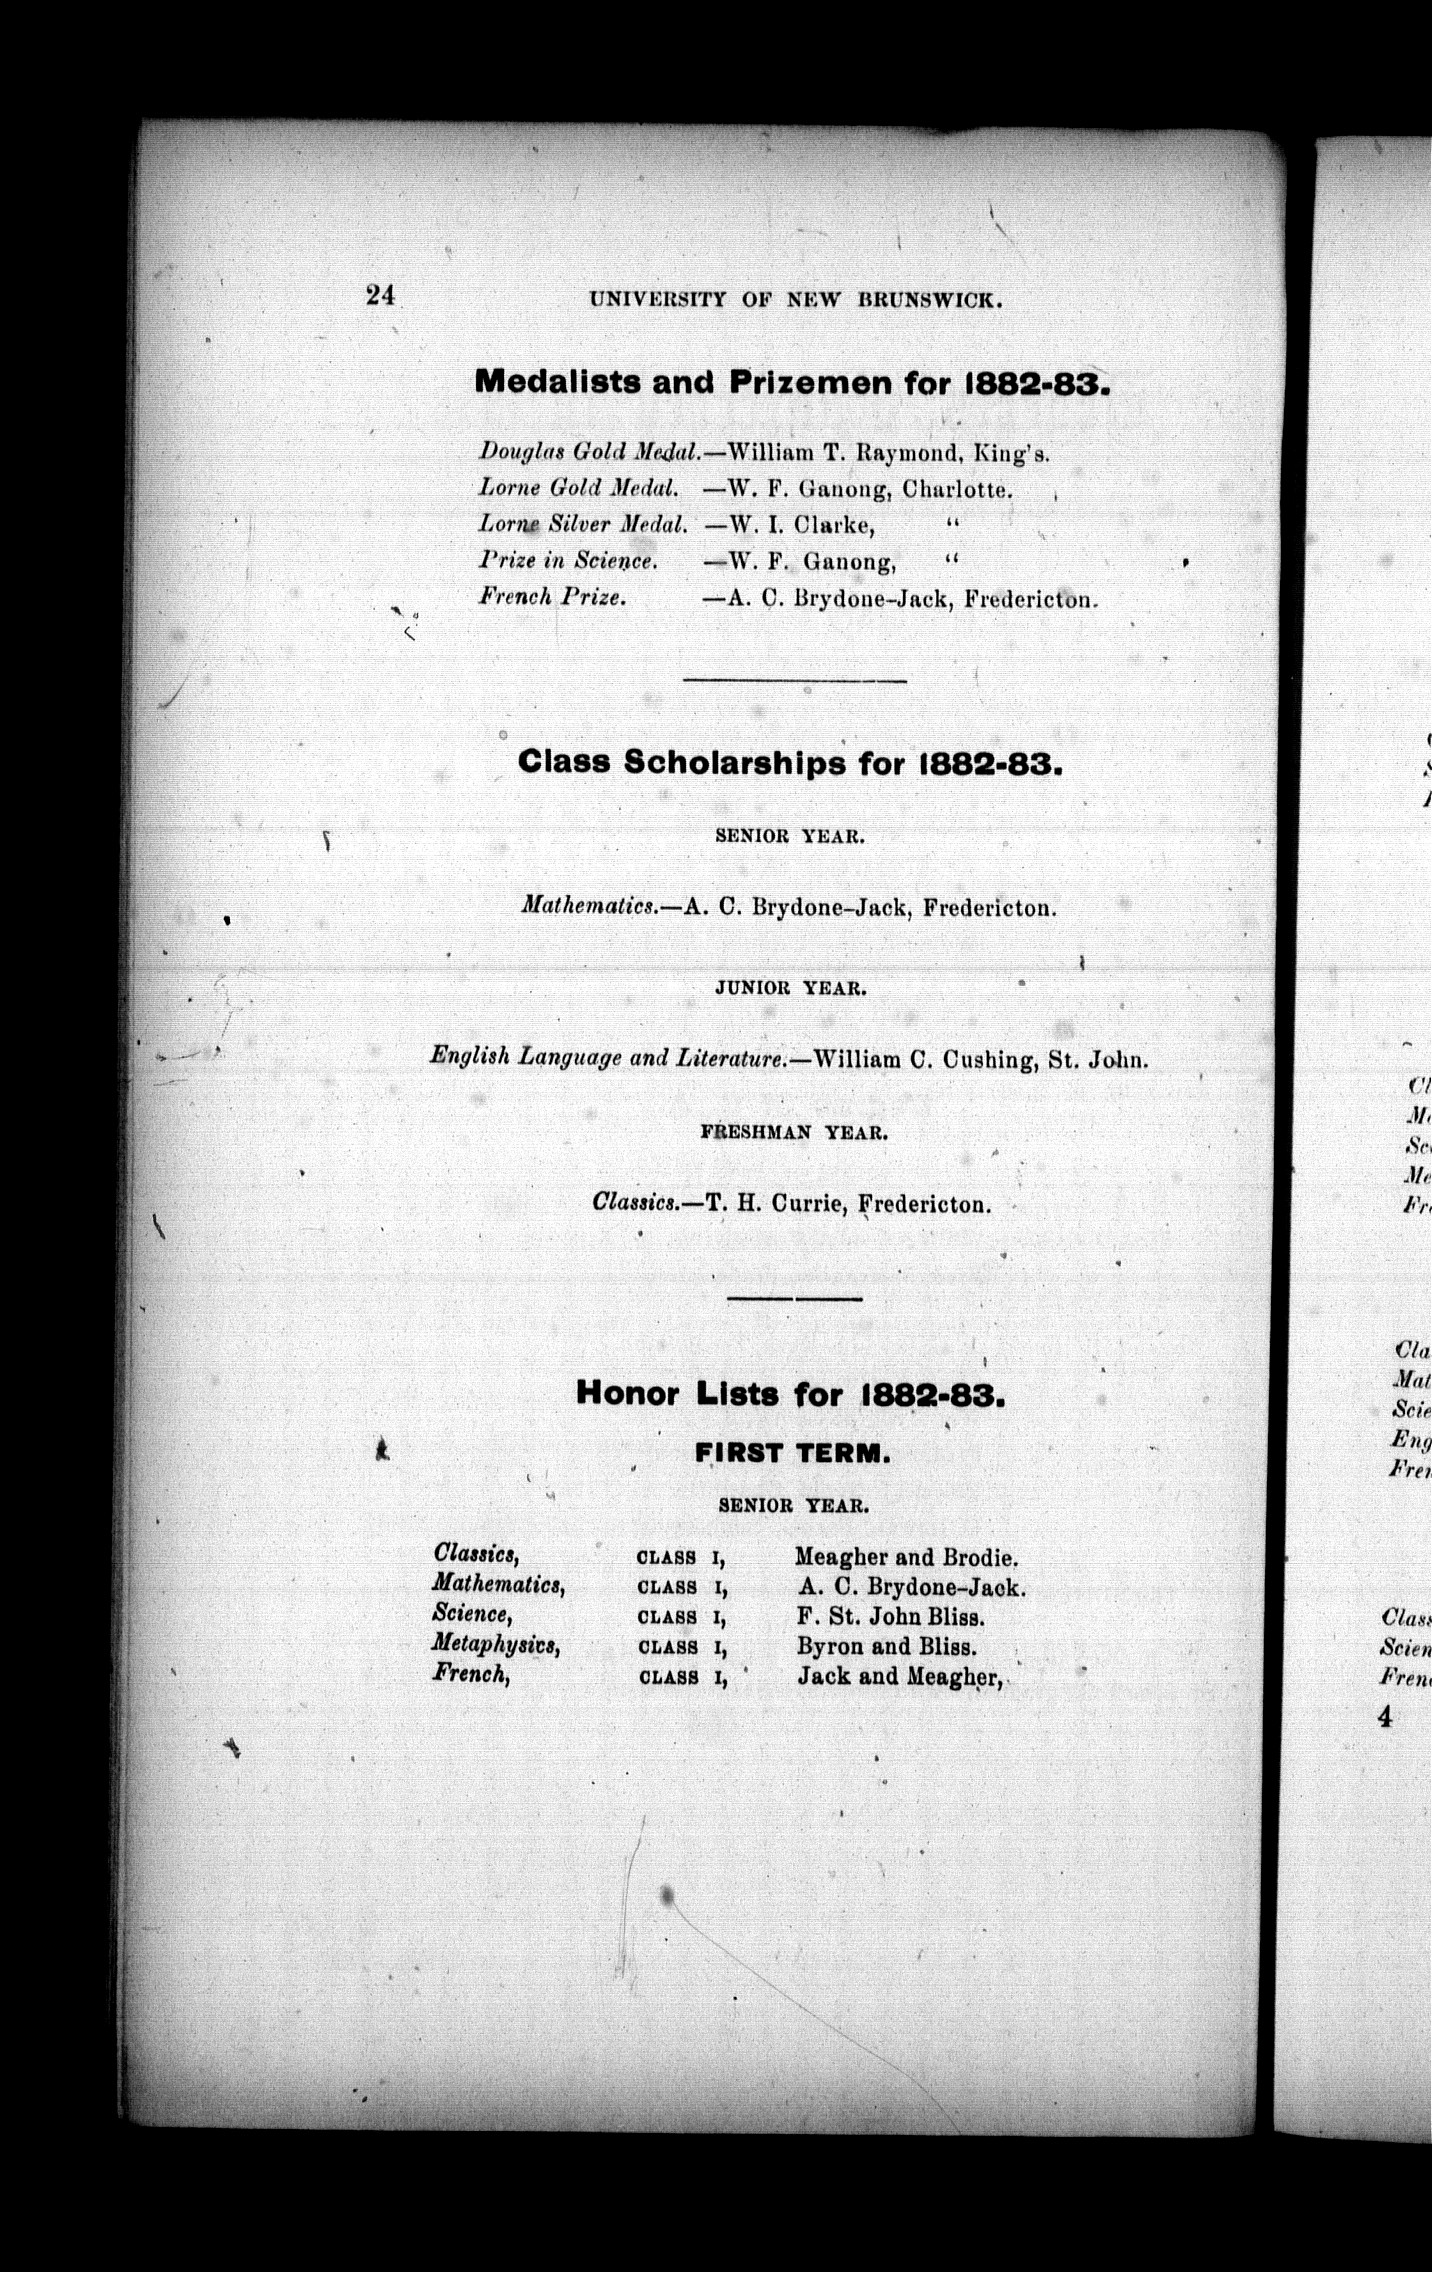 24 UNIVERSITY OF NEW BRUNSWICK.
Medalists and Prizemen for 1882-83.
Douglas Gold Medal.—William T. Raymond, King's.
Lorne Gold Medal. —W. F. Ganong, Charlotte.
Lorne Silver Medal. —W. I. Clarke, “
Prize in Science. —W. F. Ganong, “
French Prize. —A. C. Brydone-Jack, Fredericton.
Class Scholarships for 1882-83.
SENIOR YEAR.
Mathematics.—A. C. Brydone-Jack, Fredericton.
JUNIOR YEAR.
English Language and Literature.—William C. Cushing, St. John.
FRESHMAN YEAR.
Classics.—T. H. Currie, Fredericton.
Honor Lists for 1882-83.
FIRST TERM.
SENIOR YEAR.
Classics, CLASS I, Meagher and Brodie.
Mathematics, CLASS I, A. C. Brydone-Jack.
Science, CLASS I, F. St. John Bliss.
Metaphysics, CLASS I, Byron and Bliss.
French, CLASS I, Jack and Meagher,
4